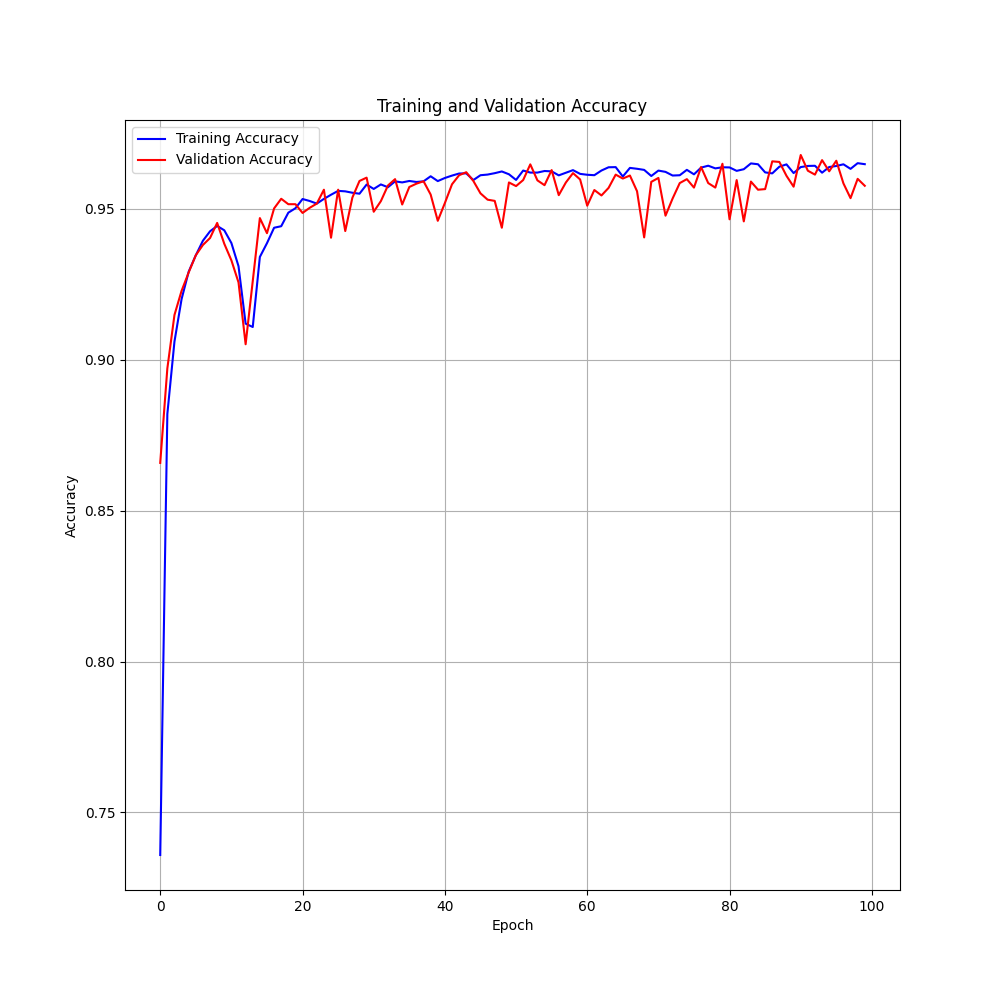 Training and Validation Accuracy
Training Accuracy
Validation Accuracy
0.95
0.90
0.85
0.80
0.75
Accuracy
0 20 40 60 80 100
Epoch